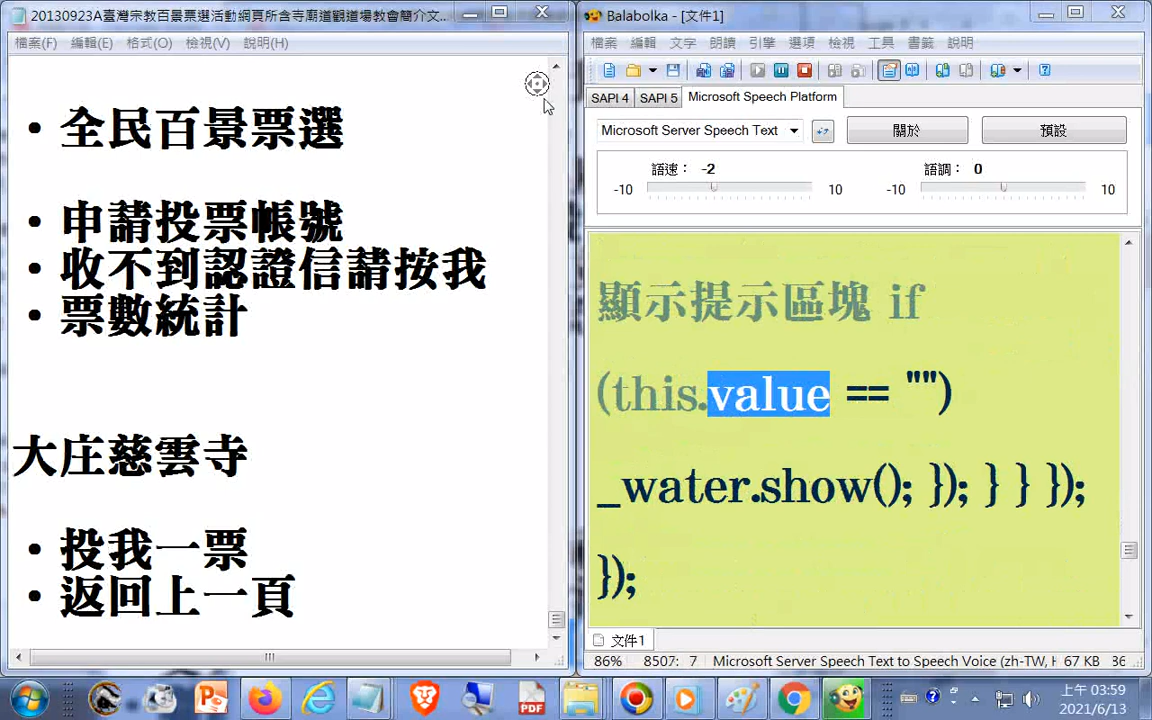 20130923A臺灣宗教百景票選活動網頁所含寺廟道觀道場教會簡介文...
檔案(F) 編輯(E) 格式(O) 檢視(V) 說明(H)
• 全民百景票選
• 申請投票帳號
• 收不到認證信請按我
• 票數統計
大庄慈雲寺
• 投我一票
• 返回上一頁
Balabolka - [文件1]
檔案 編輯 文字 朗讀 引擎 選項 檢視 工具 書籤 說明
SAPI 4 SAPI 5 Microsoft Speech Platform
Microsoft Server Speech Text 關於 預設
語速： -2 語調： 0
-10 10 -10 10
顯示提示區塊 if
(this.value == "")
_water.show(); }); } } });
});
文件1
86% 8507: 7 Microsoft Server Speech Text to Speech Voice (zh-TW, H 67 KB 36
PDF
上午 03:59
2021/6/13